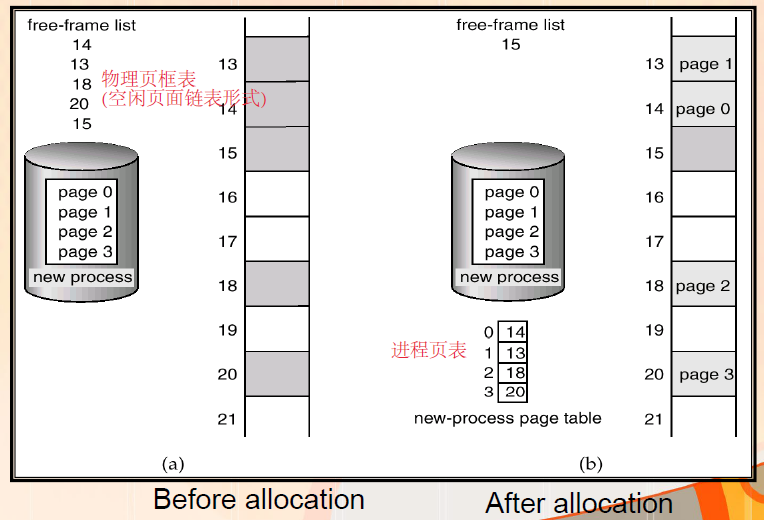 free-frame list
14
13
18
20
15
物理页框表
(空闲页面链表形式)
13
14
15
16
17
18
19
20
21
page 0
page 1
page 2
page 3
new process
(a)
Before allocation
free-frame list
15
13 page 1
14 page 0
15
16
17
18 page 2
19
20 page 3
21
page 0
page 1
page 2
page 3
new process
进程页表
0 14
1 13
2 18
3 20
new-process page table
(b)
After allocation